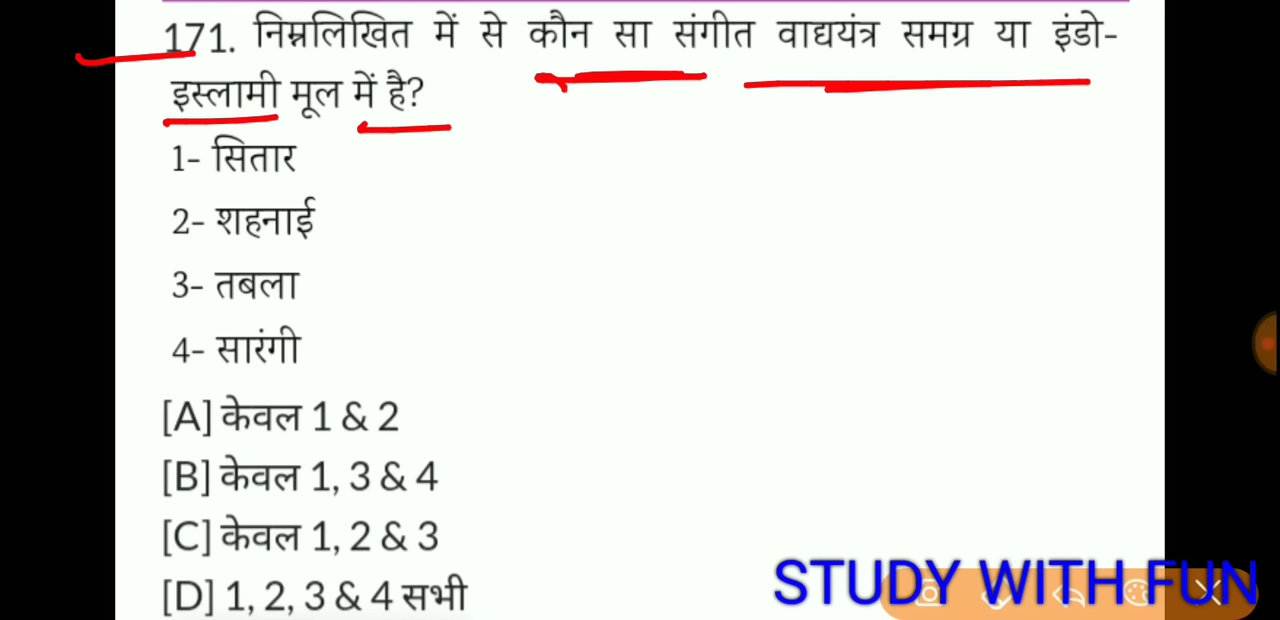 171. निम्नलिखित में से कौन सा संगीत वाद्ययंत्र समग्र या इंडो-
इस्लामी मूल में है?
1- सितार
2- शहनाई
3- तबला
4- सारंगी
[A] केवल 1 & 2
[B] केवल 1, 3 & 4
[C] केवल 1, 2 & 3
[D] 1, 2, 3 & 4 सभी
STUDY WITH FUN